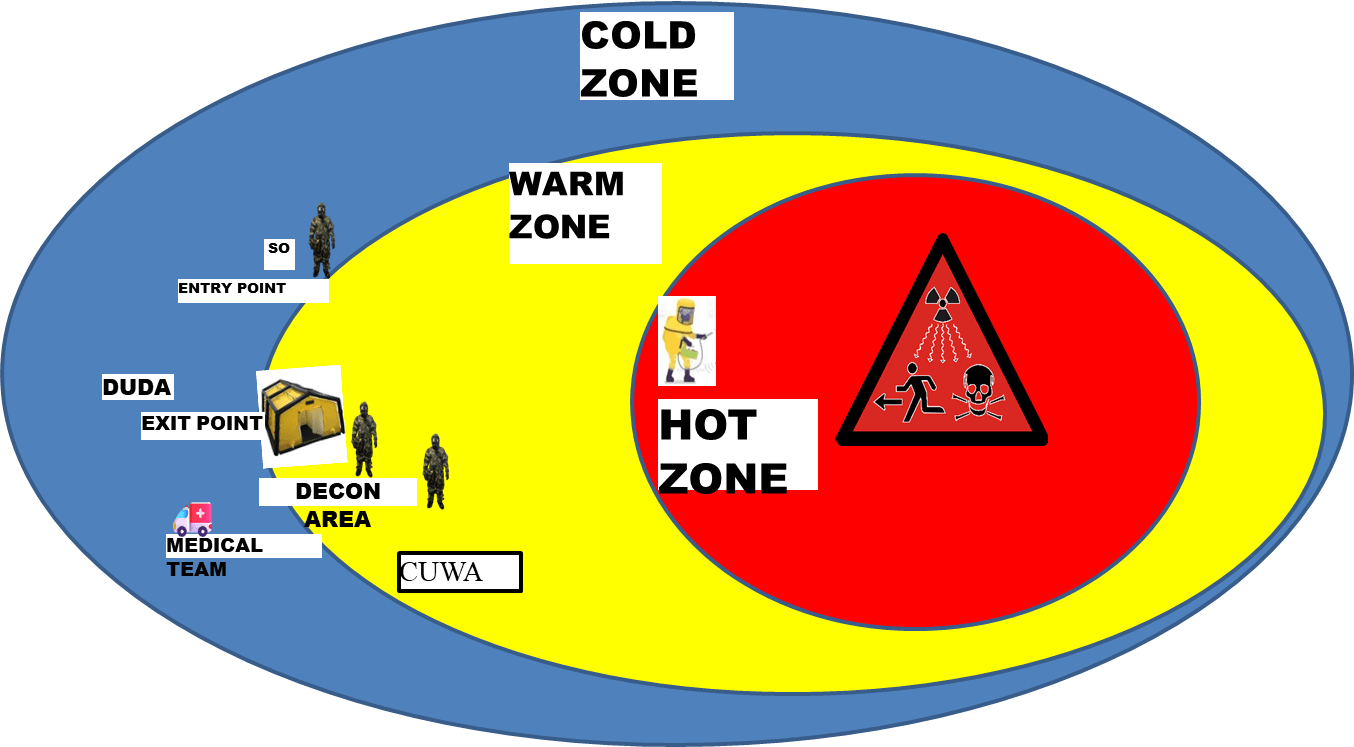 COLD
ZONE
WARM
ZONE
SO
ENTRY POINT
HOT
ZONE
DUDA
EXIT POINT
DECON
AREA
MEDICAL
TEAM
CUWA